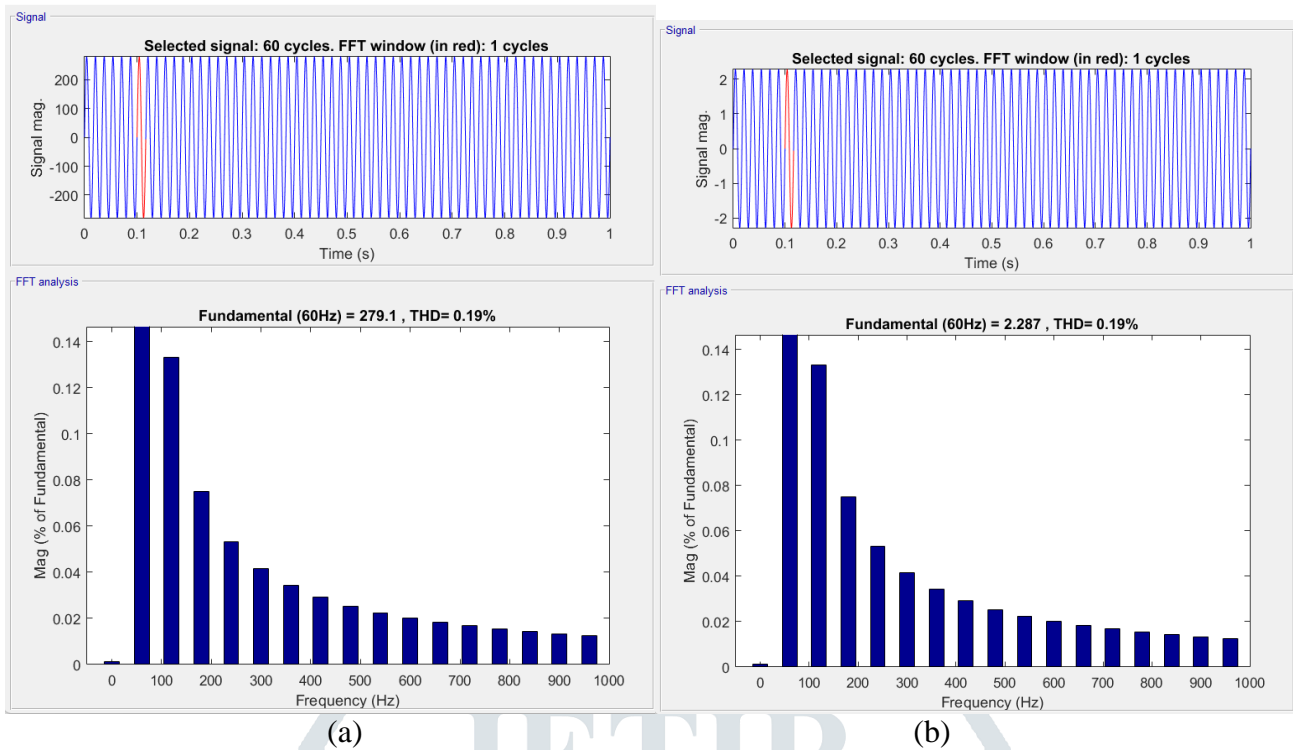 Signal
Selected signal: 60 cycles. FFT window (in red): 1 cycles
200
100
0
-100
-200
Signal mag.
0 0.1 0.2 0.3 0.4 0.5 0.6 0.7 0.8 0.9 1
Time (s)
FFT analysis
Fundamental (60Hz) = 279.1 , THD= 0.19%
0.14
0.12
0.1
0.08
0.06
0.04
0.02
0
Mag (% of Fundamental)
0 100 200 300 400 500 600 700 800 900 1000
Frequency (Hz)
(a)
Signal
Selected signal: 60 cycles. FFT window (in red): 1 cycles
2
1
0
-1
-2
Signal mag.
0 0.1 0.2 0.3 0.4 0.5 0.6 0.7 0.8 0.9 1
Time (s)
FFT analysis
Fundamental (60Hz) = 2.287 , THD= 0.19%
0.14
0.12
0.1
0.08
0.06
0.04
0.02
0
Mag (% of Fundamental)
0 100 200 300 400 500 600 700 800 900 1000
Frequency (Hz)
(b)